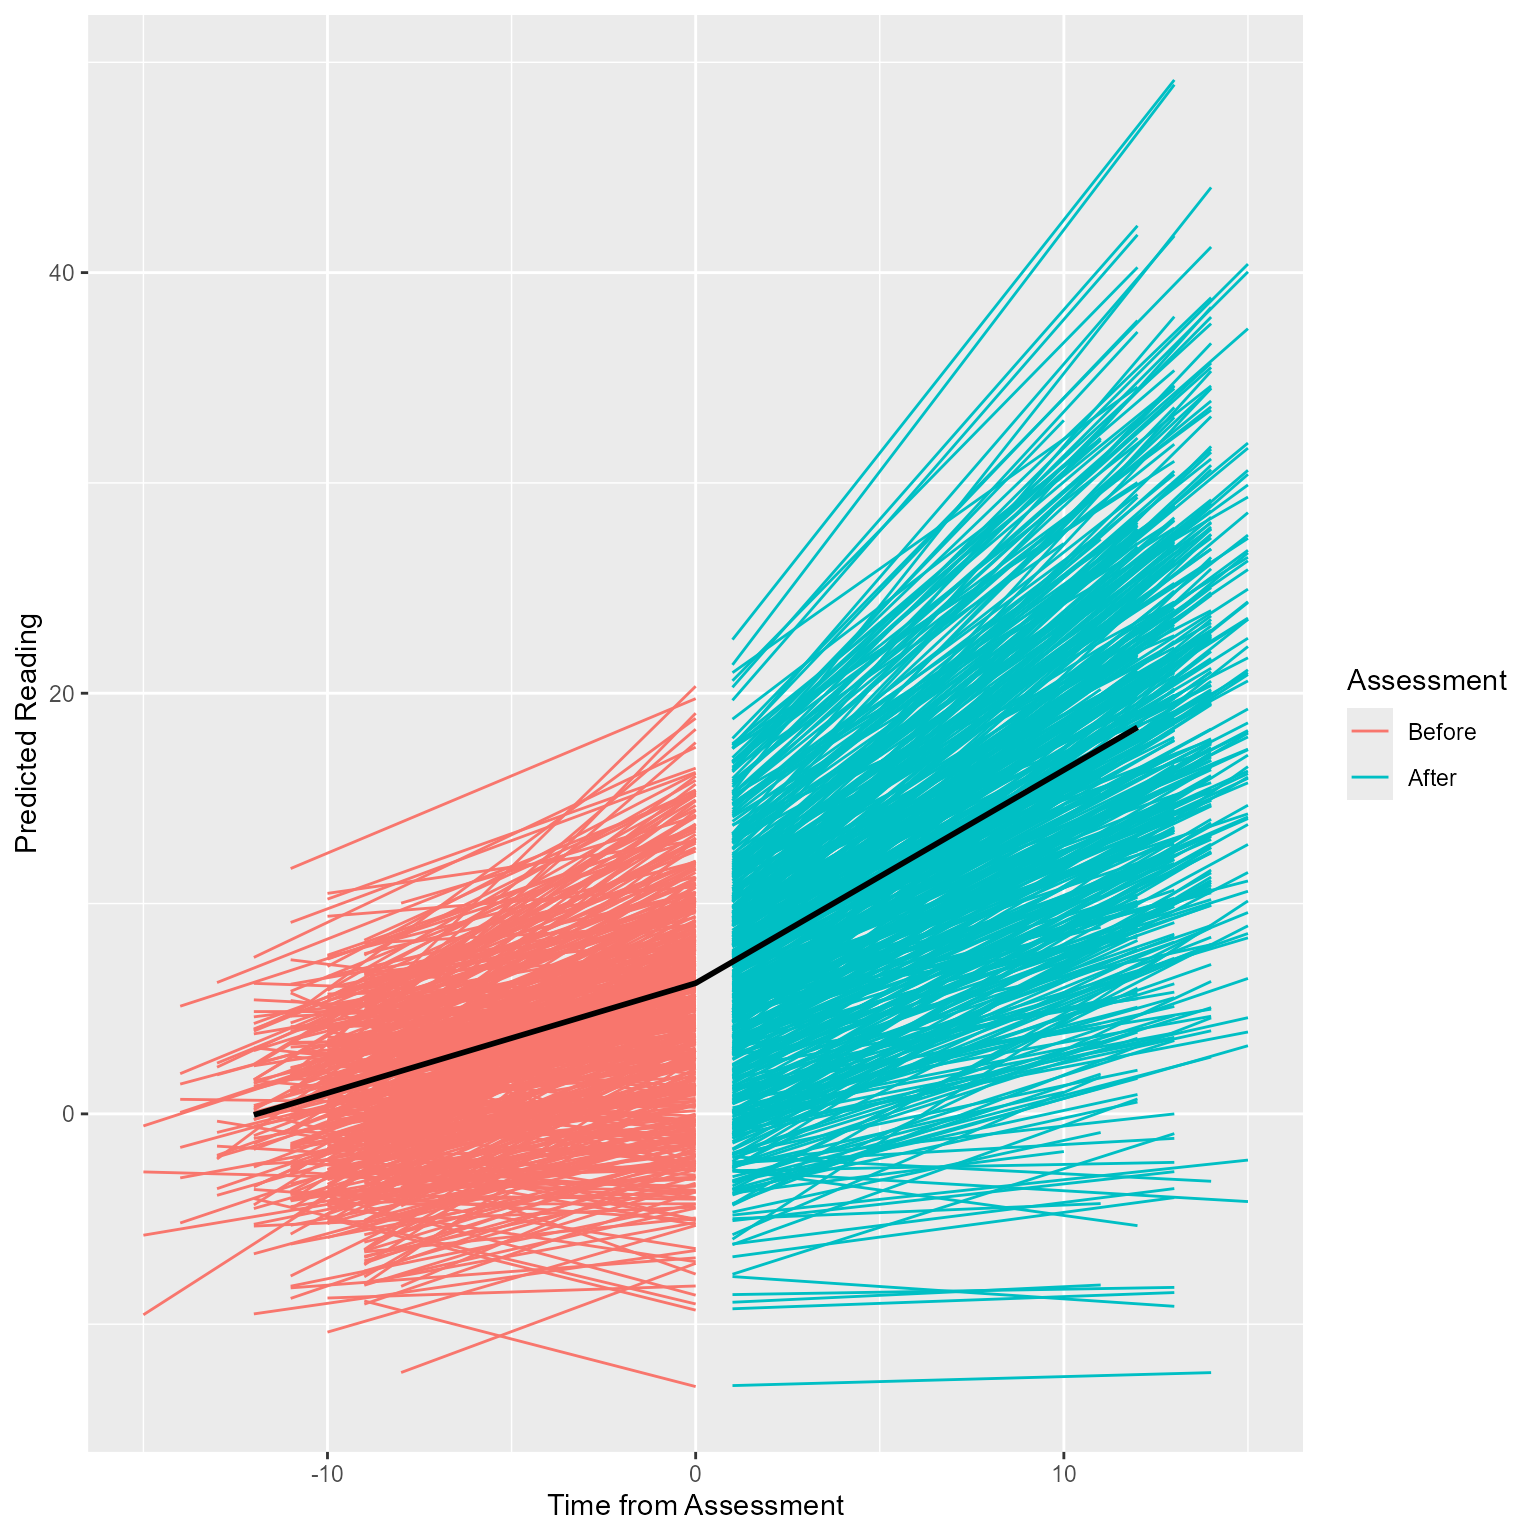 40
20
0
-10
0
10
Time from Assessment
Predicted Reading
Assessment
Before
After